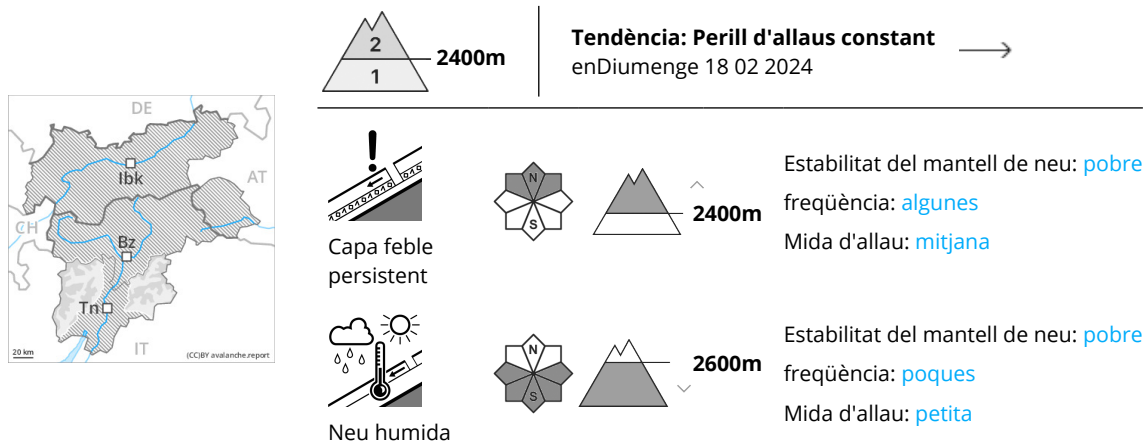 2
1
2400m
Tendència: Perill d'allaus constant
enDiumenge 18 02 2024
DE
Ibk
AT
CH
Bz
Tn
IT
20 km
(CC)BY avalanche.report
N
S
2400m
Capa feble
persistent
Estabilitat del mantell de neu: pobre
freqüència: algunes
Mida d'allau: mitjana
N
S
2600m
Neu humida
Estabilitat del mantell de neu: pobre
freqüència: poques
Mida d'allau: petita